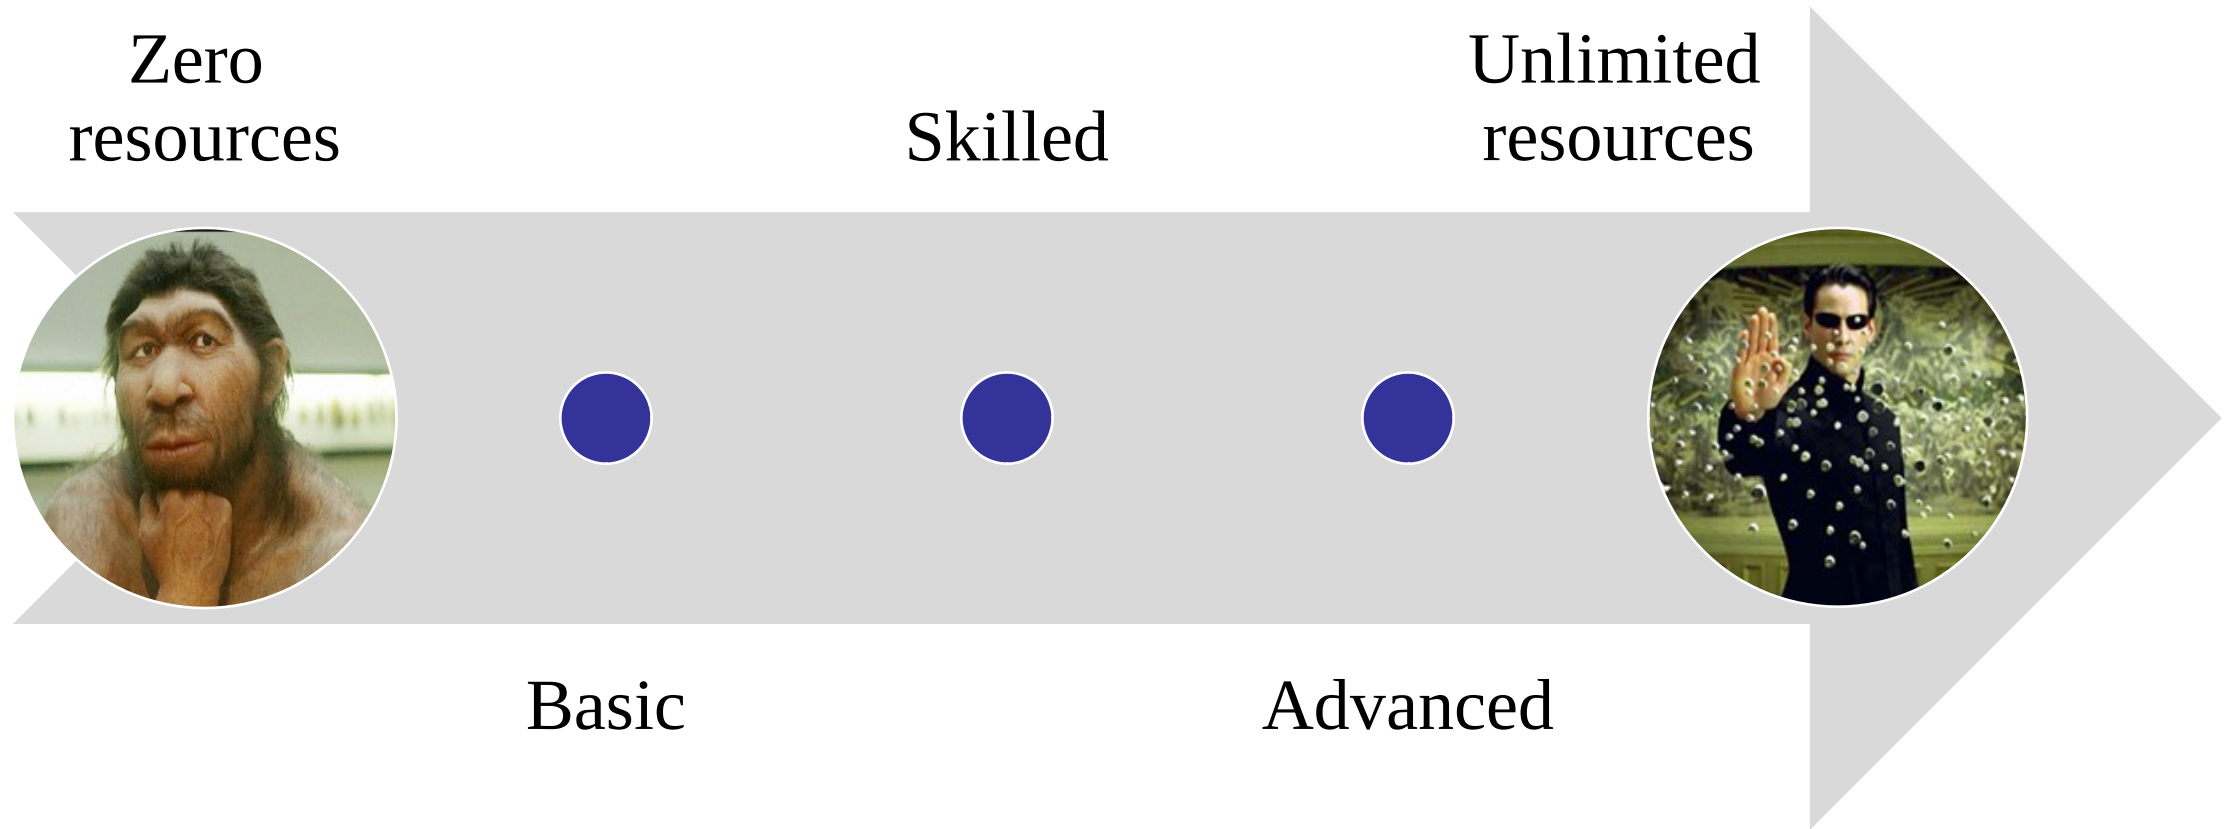 Zero
resources
Skilled
Unlimited
resources
Basic
Advanced